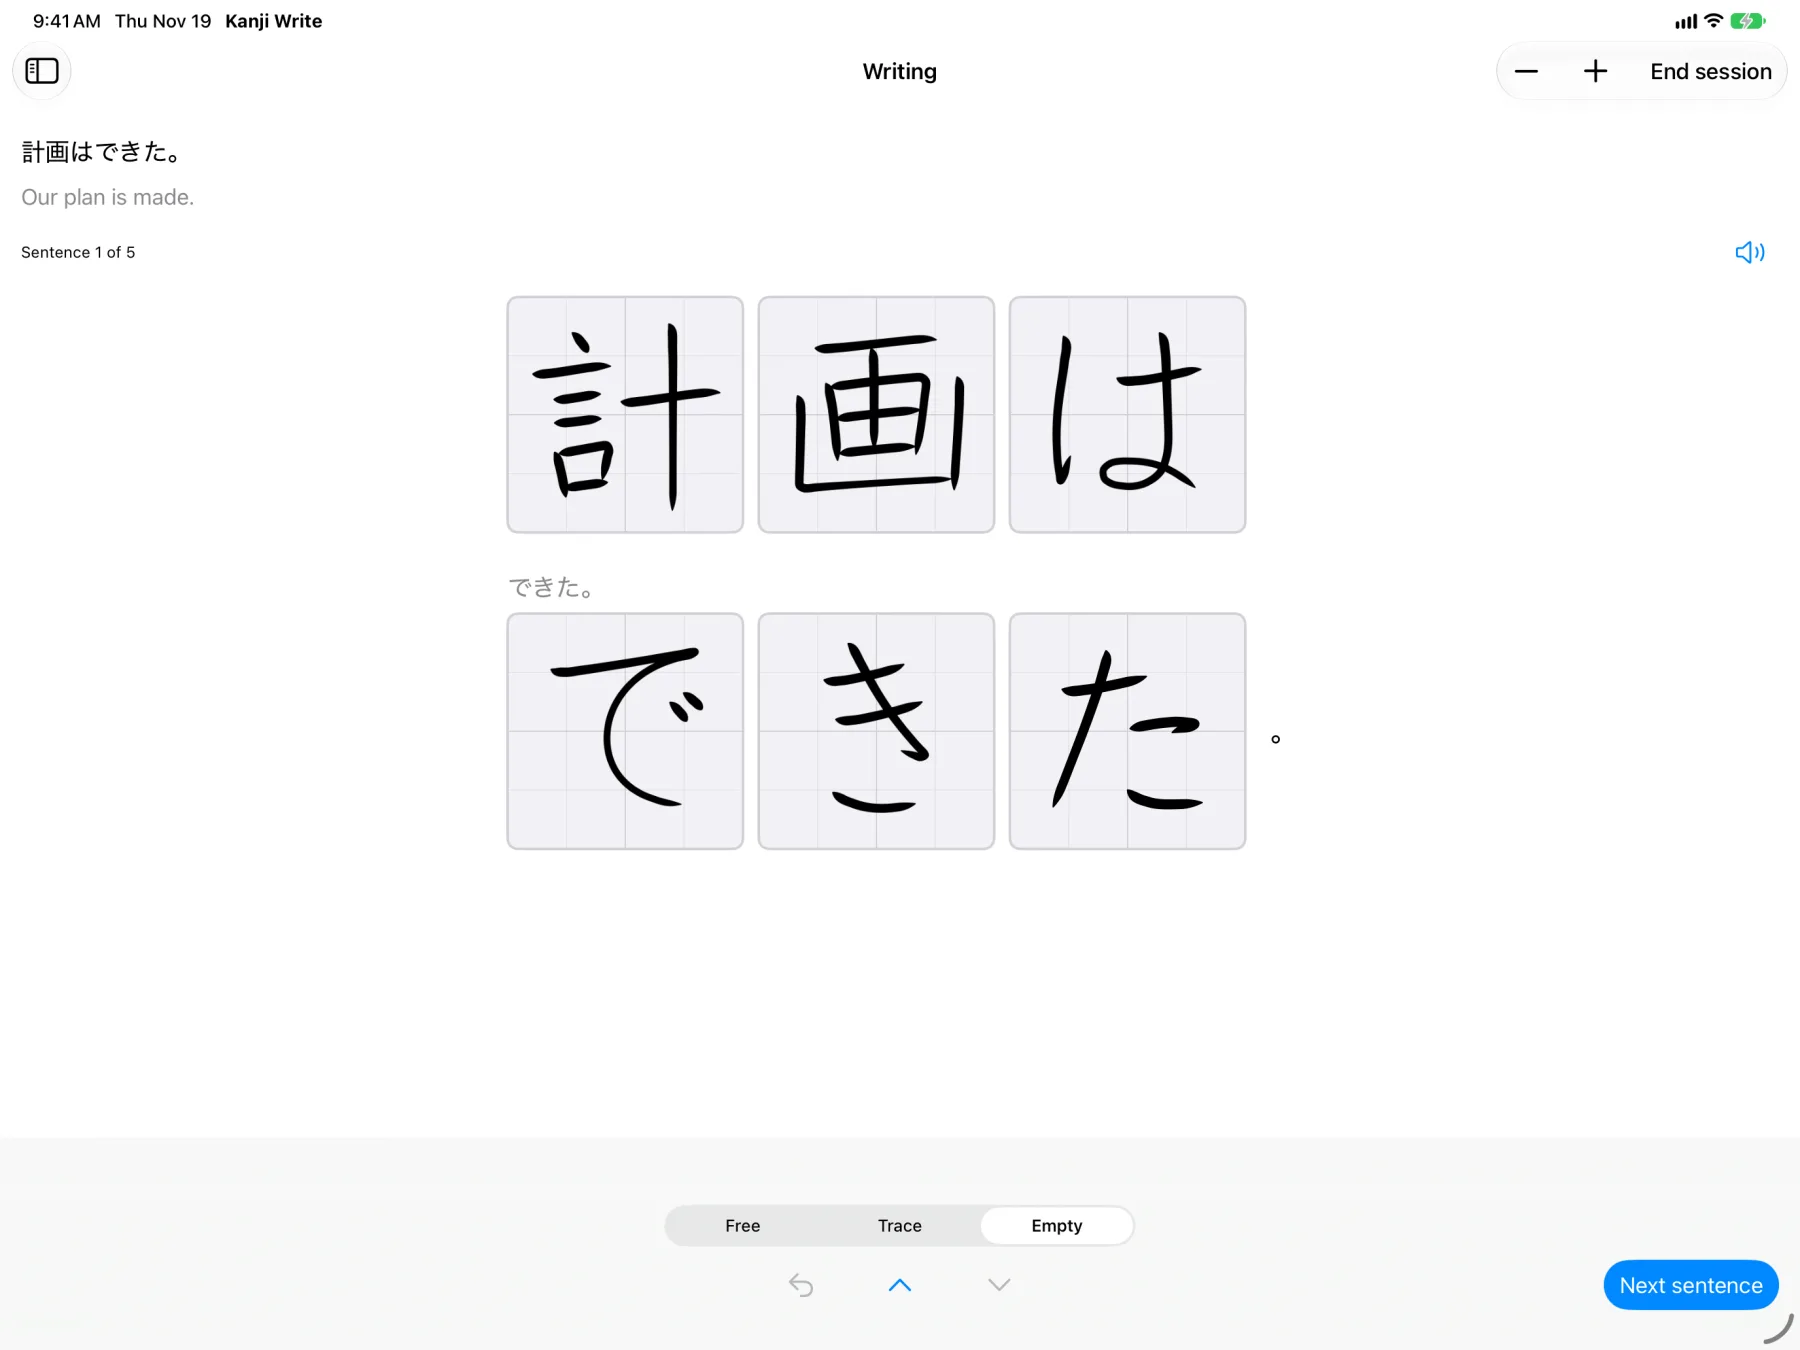 9:41 AM Thu Nov 19 Kanji Write
Writing
End session
計画はできた。
Our plan is made.
Sentence 1 of 5
計画は
できた。
できた。
Free Trace Empty
Next sentence